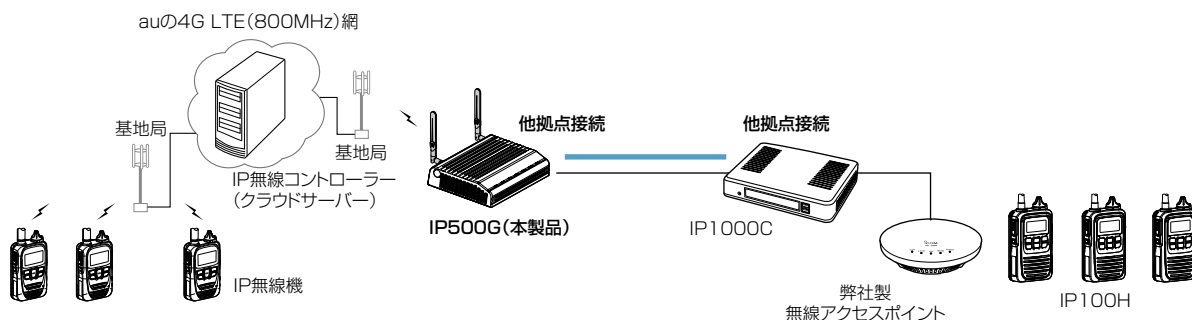 auの4G LTE（800MHz）網
基地局
基地局
IP無線コントローラー
（クラウドサーバー）
IP無線機
他拠点接続
他拠点接続
IP500G（本製品）
IP1000C
弊社製
無線アクセスポイント
IP100H